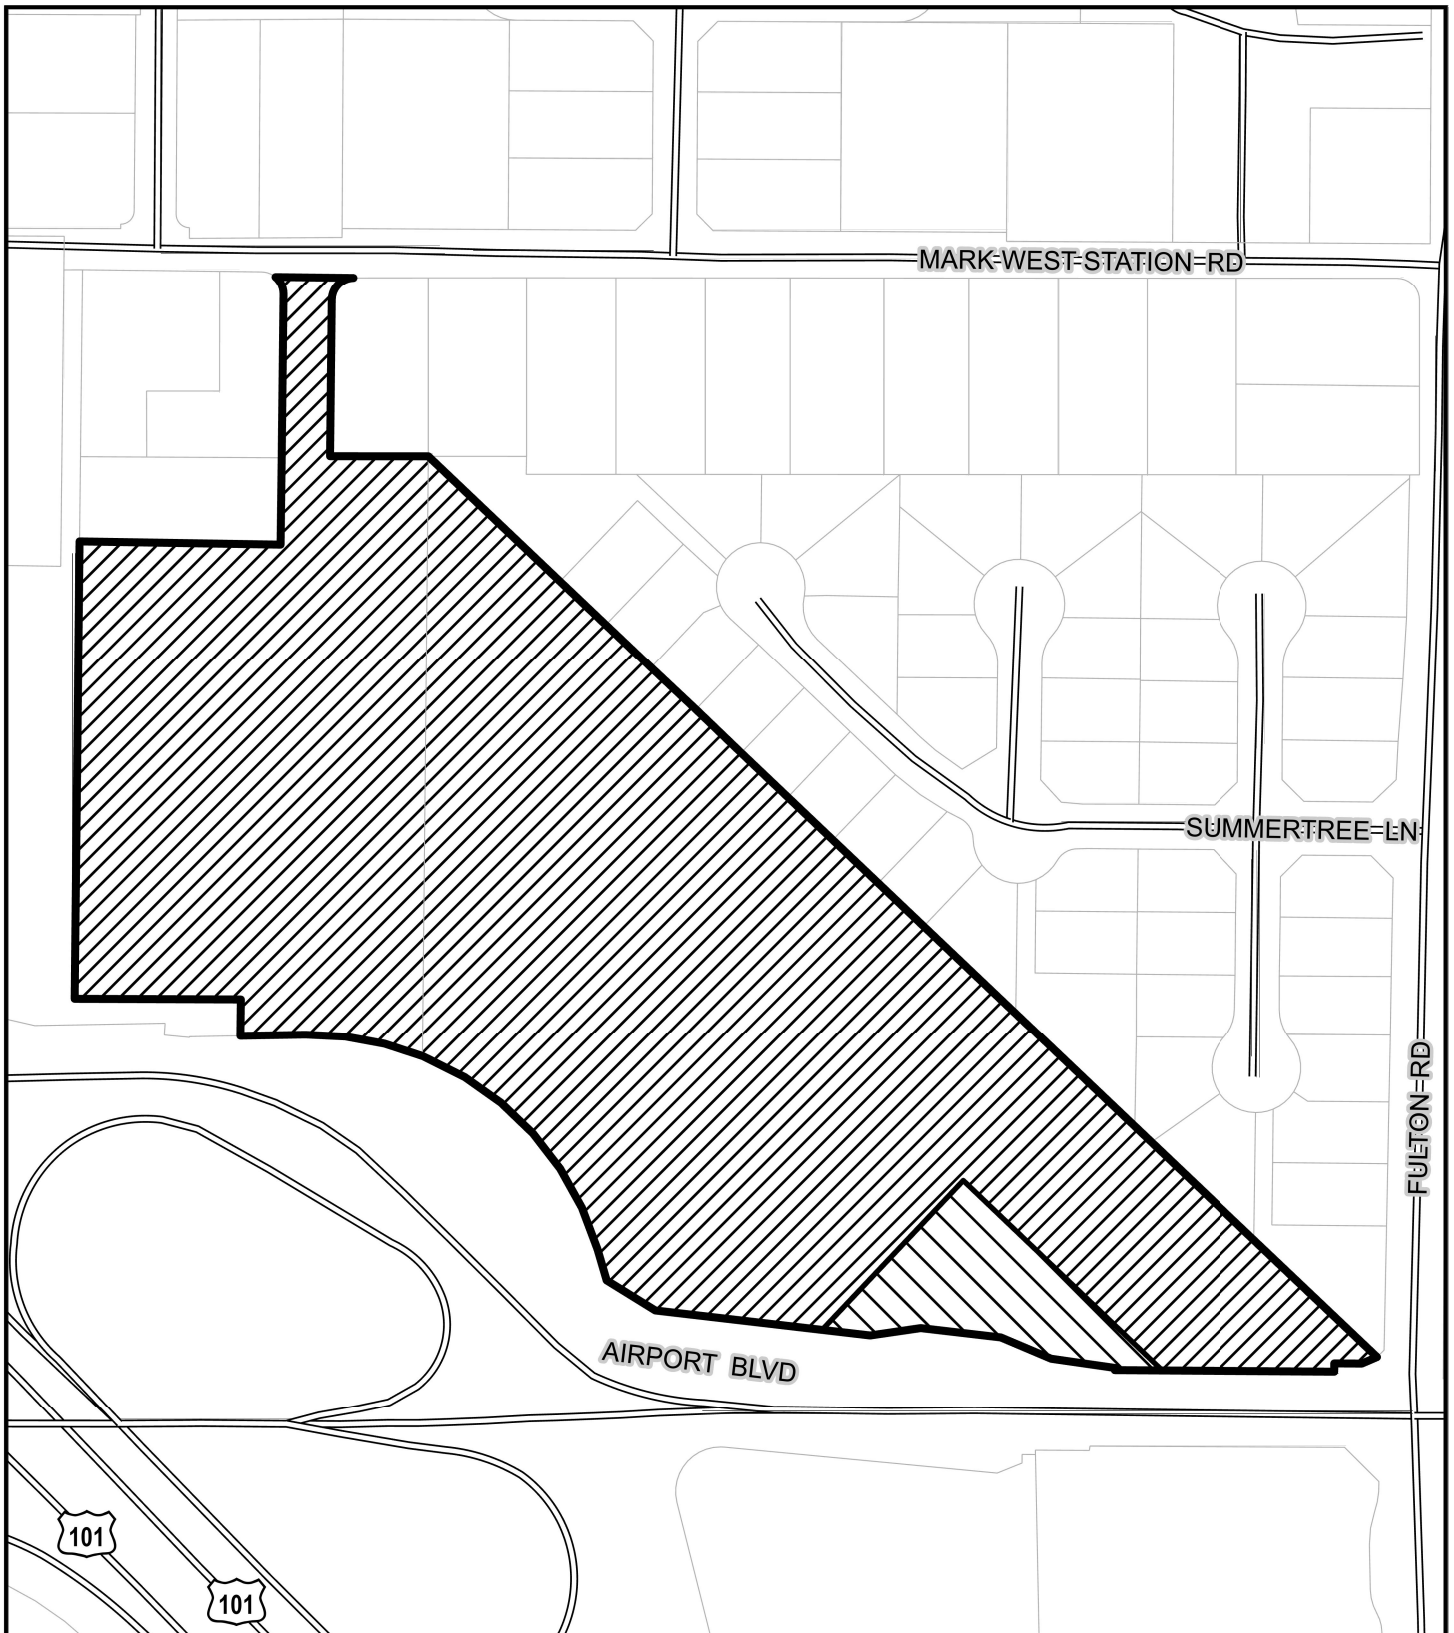 MARK WEST STATION RD
SUMMERTREE LN
FULTON RD
AIRPORT BLVD
101
101